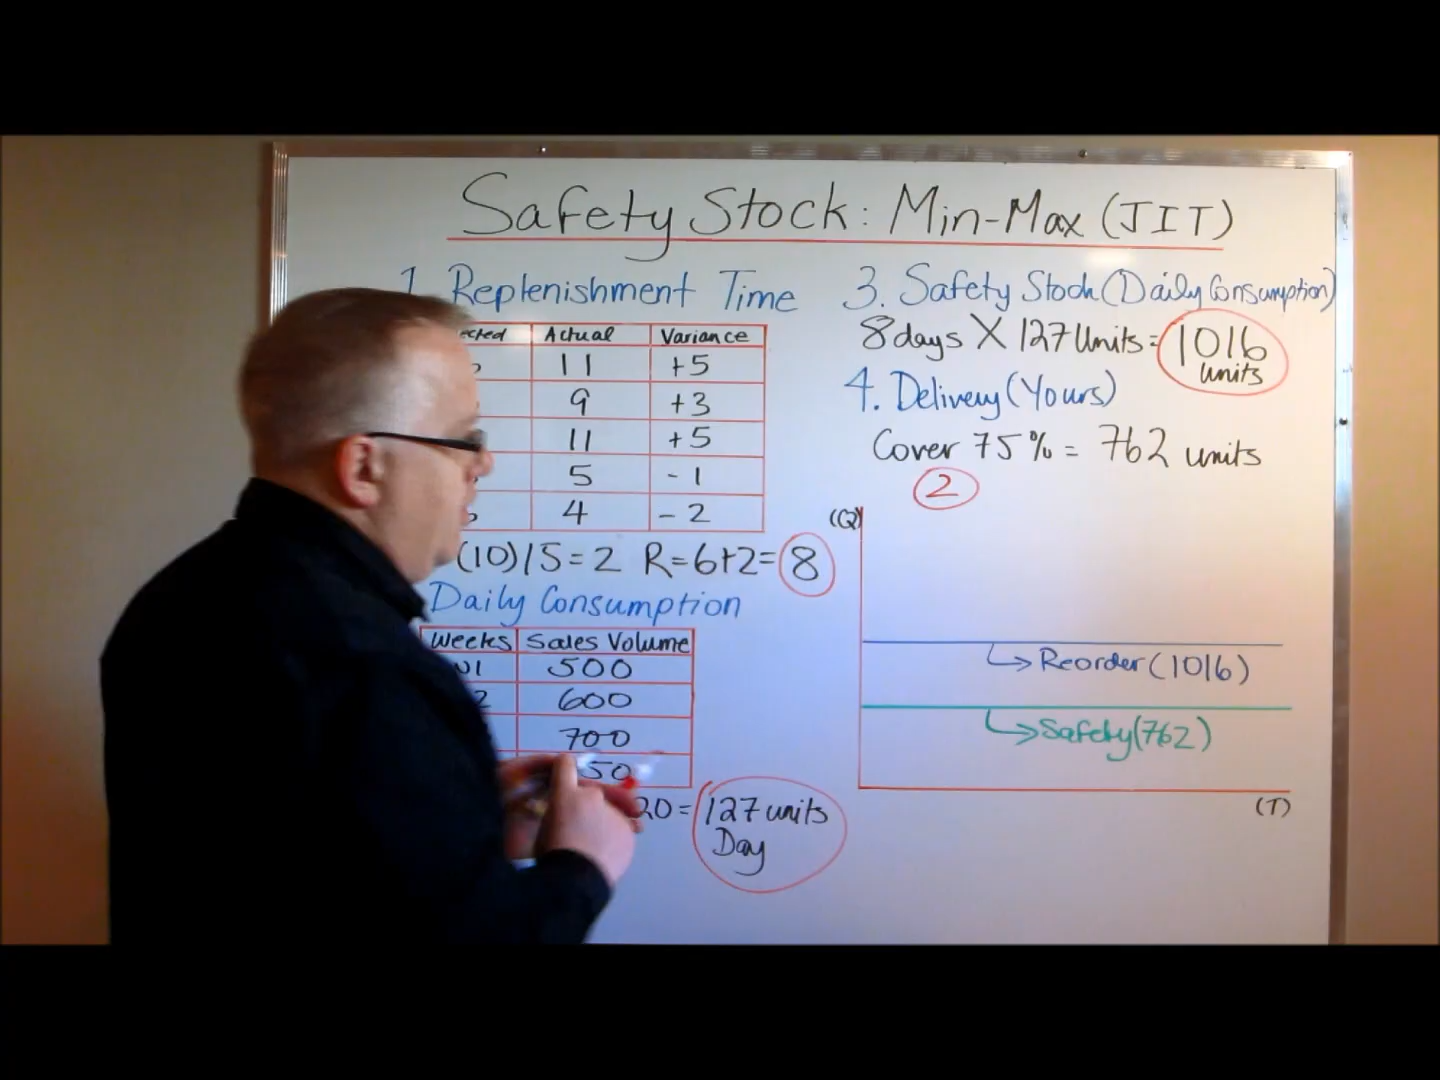 Safety Stock: Min-Max (JIT)
1. Replenishment Time
Actual Variance
11 +5
9 +3
11 +5
5 -1
4 -2
(10)/5=2 R=6+2=8
Daily Consumption
Weeks Sales Volume
500
600
700
50
20=127 units
Day
3. Safety Stock (Daily Consumption)
8 days X 127 Units = 1016
units
4. Delivery (Yours)
Cover 75% = 762 units
2
(Q)
Reorder (1016)
Safety (762)
(T)